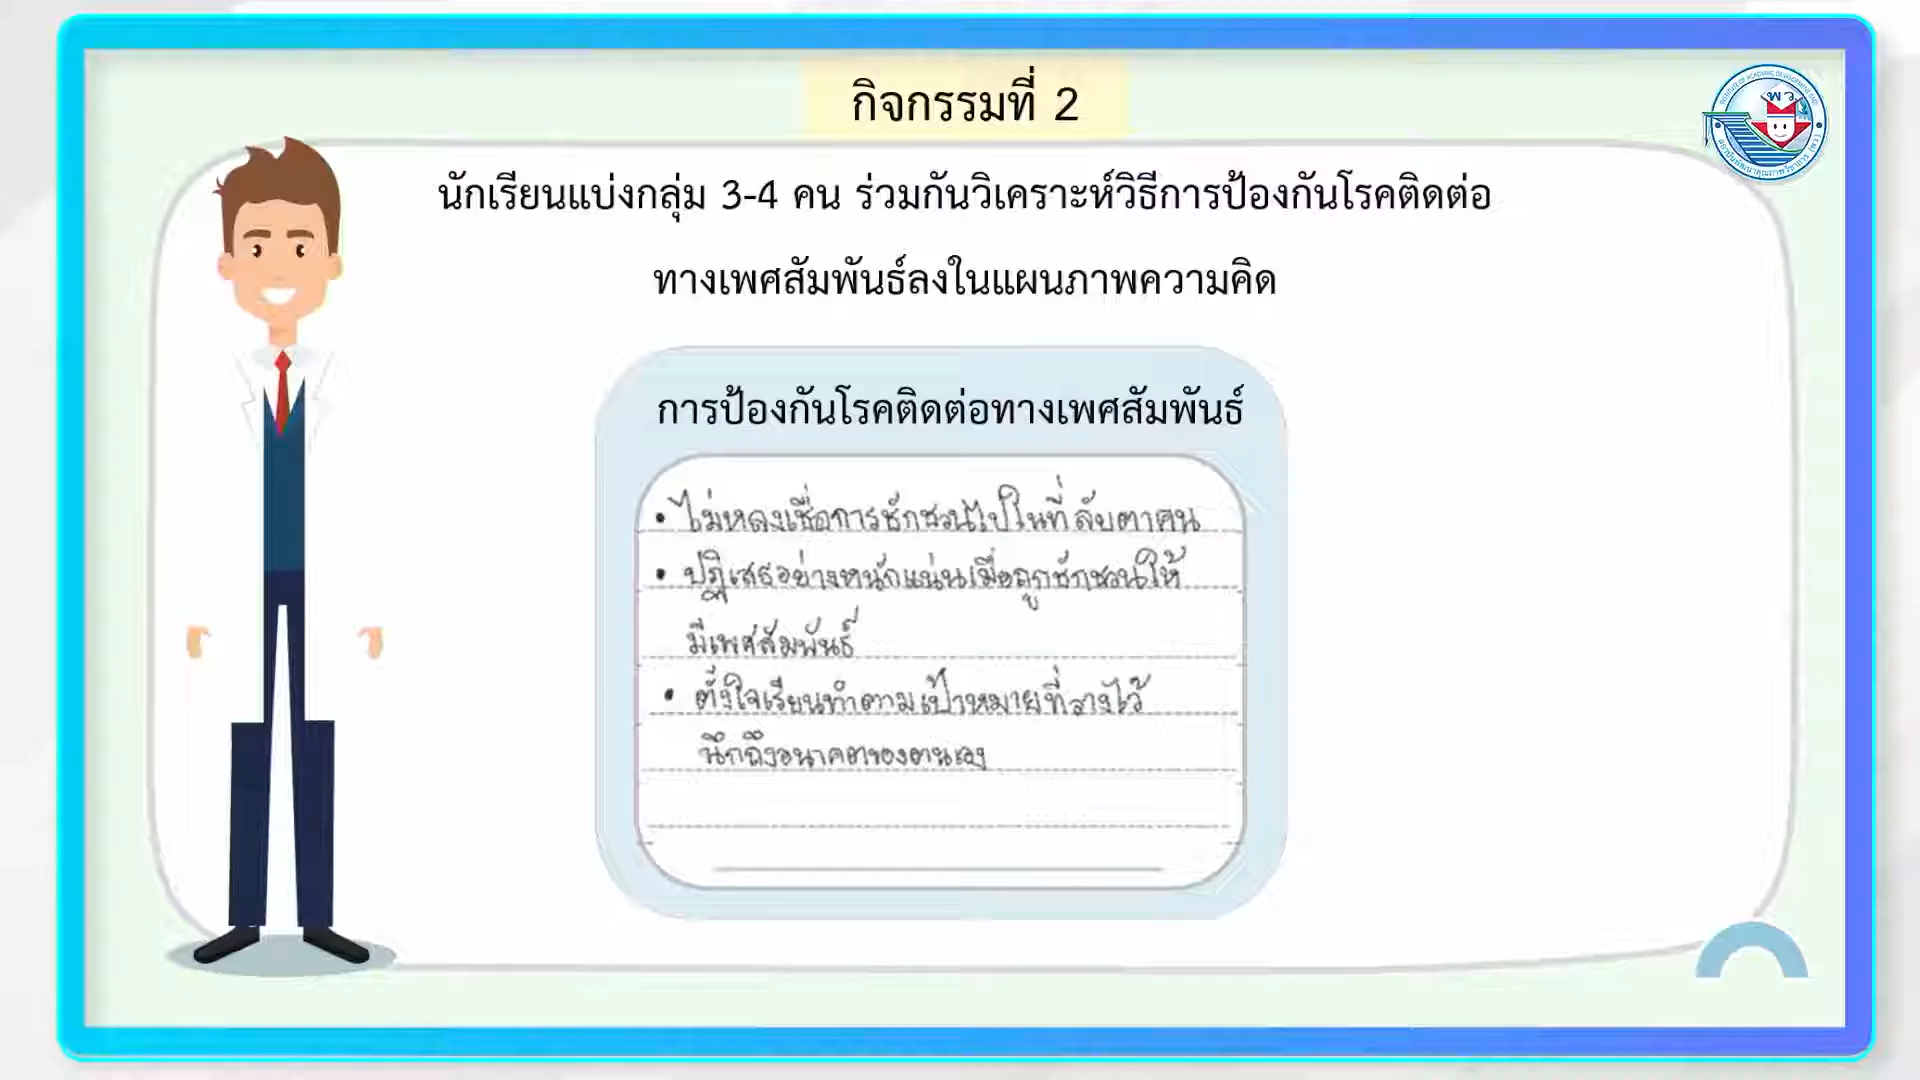 กิจกรรมที่ 2
พว
นักเรียนแบ่งกลุ่ม 3-4 คน ร่วมกันวิเคราะห์วิธีการป้องกันโรคติดต่อ
ทางเพศสัมพันธ์ลงในแผนภาพความคิด
การป้องกันโรคติดต่อทางเพศสัมพันธ์
• ไม่หลงเชื่อการชักชวนไปในที่ลับตาคน
• ปฏิเสธอย่างหนักแน่นเมื่อถูกชักชวนให้
มีเพศสัมพันธ์
• ตั้งใจเรียนทำตามเป้าหมายที่วางไว้
นึกถึงอนาคตของตนเอง